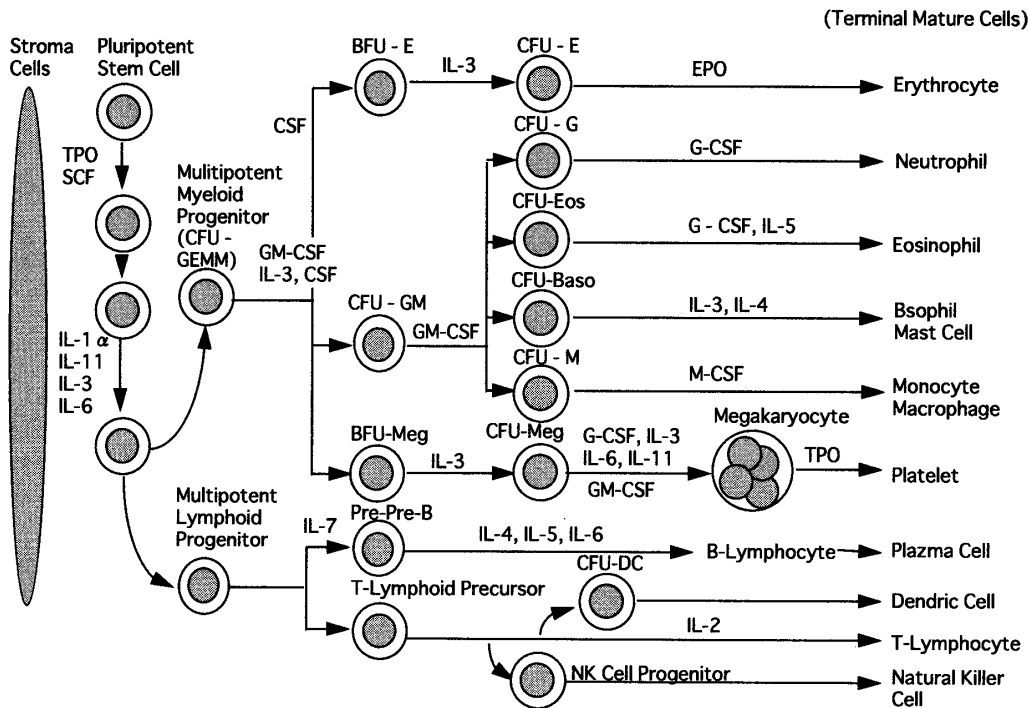 (Terminal Mature Cells)
Stroma
Cells
Pluripotent
Stem Cell
BFU - E
IL-3
CFU - E
EPO
Erythrocyte
CSF
CFU - G
G-CSF
Neutrophil
TPO
SCF
Mulitipotent
Myeloid
Progenitor
(CFU -
GEMM)
GM-CSF
IL-3, CSF
CFU-Eos
G - CSF, IL-5
Eosinophil
CFU - GM
GM-CSF
CFU-Baso
IL-3, IL-4
Bsophil
Mast Cell
IL-1 α
IL-11
IL-3
IL-6
CFU - M
M-CSF
Monocyte
Macrophage
BFU-Meg
IL-3
CFU-Meg
G-CSF, IL-3
IL-6, IL-11
GM-CSF
Megakaryocyte
TPO
Platelet
Multipotent
Lymphoid
Progenitor
IL-7
Pre-Pre-B
IL-4, IL-5, IL-6
B-Lymphocyte
Plasma Cell
T-Lymphoid Precursor
CFU-DC
Dendric Cell
IL-2
T-Lymphocyte
NK Cell Progenitor
Natural Killer
Cell